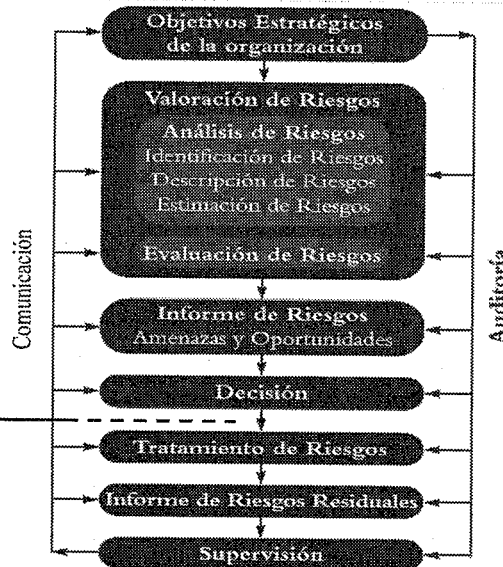 Objetivos Estratégicos
de la organización
Valoración de Riesgos
Análisis de Riesgos
Identificación de Riesgos
Descripción de Riesgos
Estimación de Riesgos
Evaluación de Riesgos
Informe de Riesgos
Amenazas y Oportunidades
Decisión
Tratamiento de Riesgos
Informe de Riesgos Residuales
Supervisión
Comunicación
Auditoría